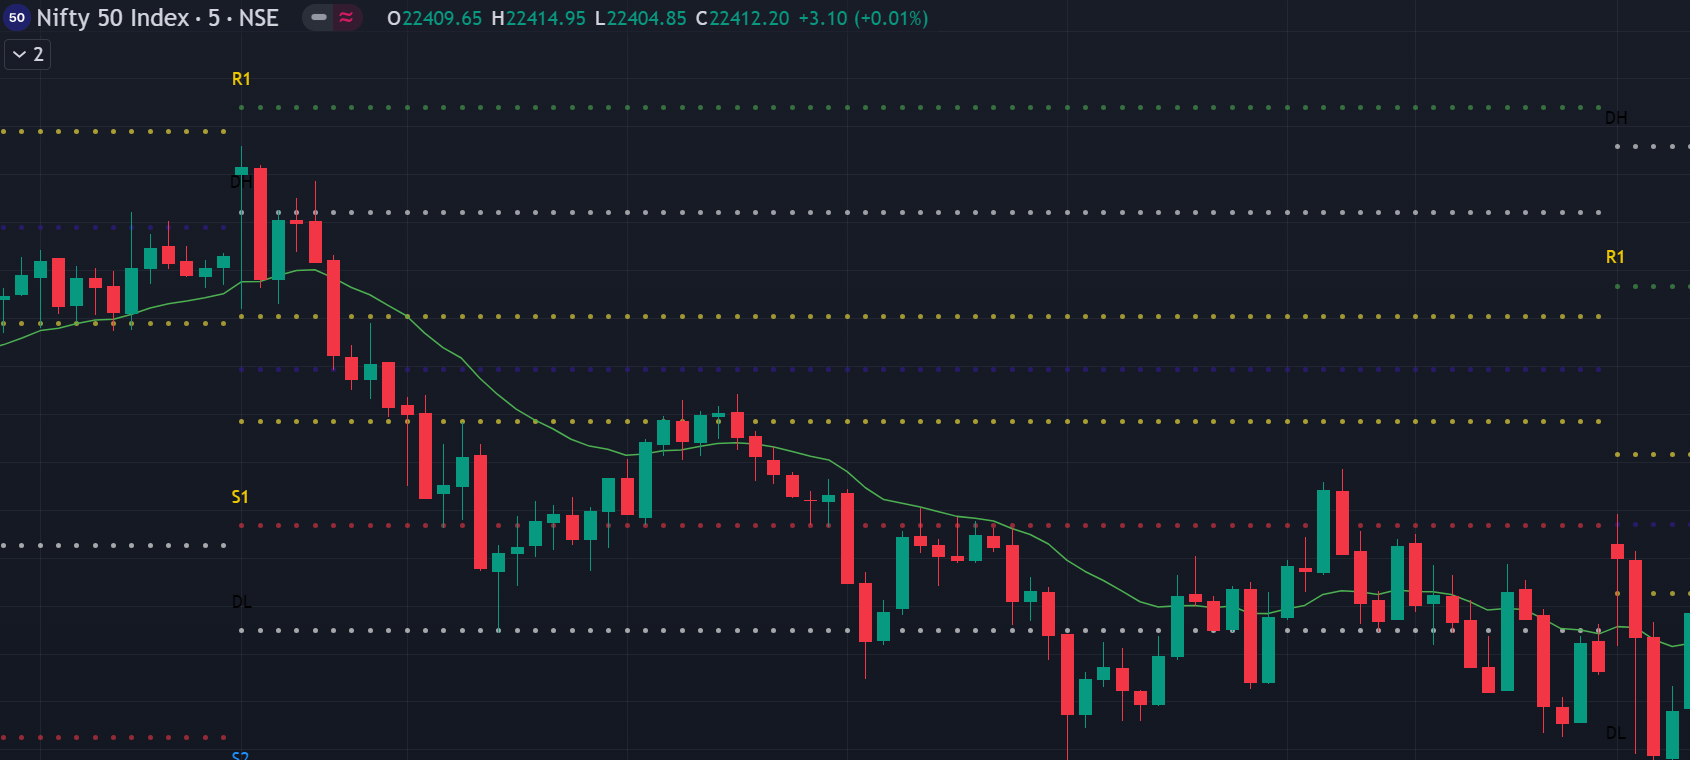 50 Nifty 50 Index · 5 · NSE O22409.65 H22414.95 L22404.85 C22412.20 +3.10 (+0.01%)
2
R1
DH
DH
R1
S1
DL
DL
S2